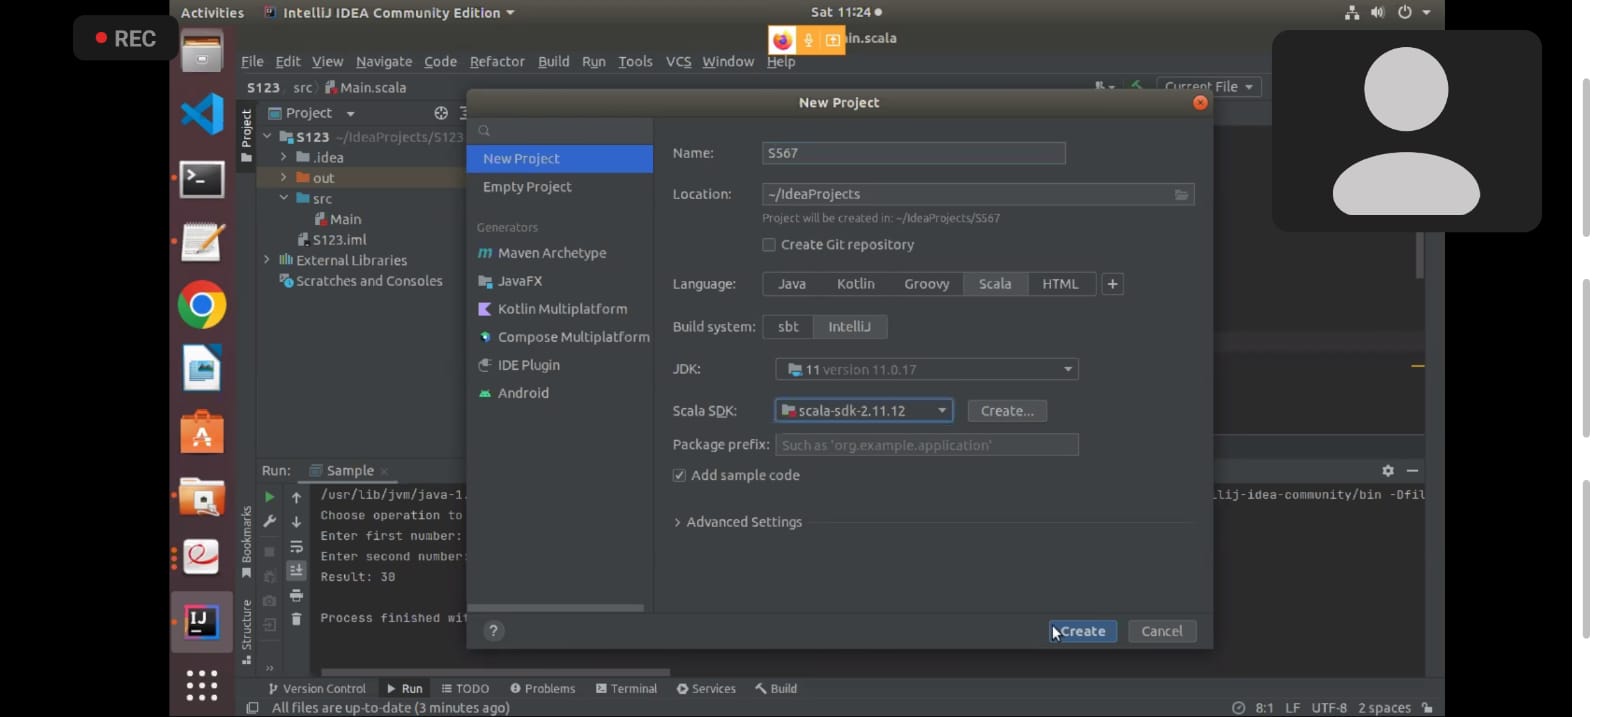 Activities IntelliJ IDEA Community Edition Sat 11:24
REC
in.scala
File Edit View Navigate Code Refactor Build Run Tools VCS Window Help
S123 src Main.scala Current File
New Project
Project
Project
S123 ~/IdeaProjects/S123
.idea
out
src
Main
S123.iml
External Libraries
Scratches and Consoles
New Project
Empty Project
Generators
Maven Archetype
JavaFX
Kotlin Multiplatform
Compose Multiplatform
IDE Plugin
Android
Name: S567
Location: ~/IdeaProjects
Project will be created in: ~/IdeaProjects/S567
Create Git repository
Language: Java Kotlin Groovy Scala HTML +
Build system: sbt IntelliJ
JDK: 11 version 11.0.17
Scala SDK: scala-sdk-2.11.12 Create...
Package prefix: Such as 'org.example.application'
Add sample code
Advanced Settings
? Create Cancel
Run: Sample
/usr/lib/jvm/java-1. lij-idea-community/bin -Dfil
Choose operation to
Enter first number:
Enter second number:
Result: 30
Process finished wit
Bookmarks
Structure
IJ
Version Control Run TODO Problems Terminal Services Build
All files are up-to-date (3 minutes ago) 8:1 LF UTF-8 2 spaces